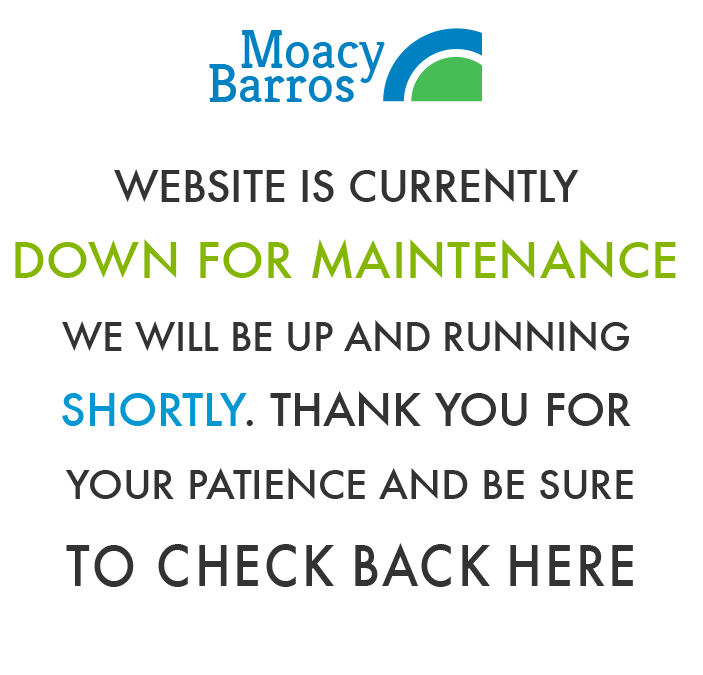 Moacy
Barros
WEBSITE IS CURRENTLY
DOWN FOR MAINTENANCE
WE WILL BE UP AND RUNNING
SHORTLY. THANK YOU FOR
YOUR PATIENCE AND BE SURE
TO CHECK BACK HERE